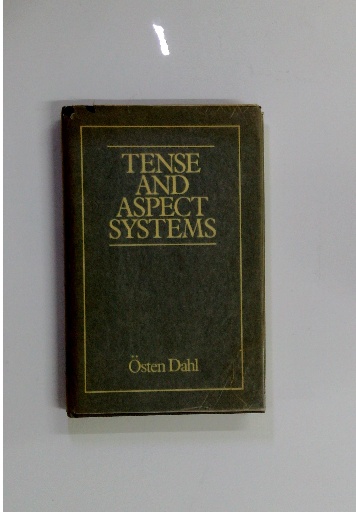 TENSE
AND
ASPECT
SYSTEMS
Östen Dahl